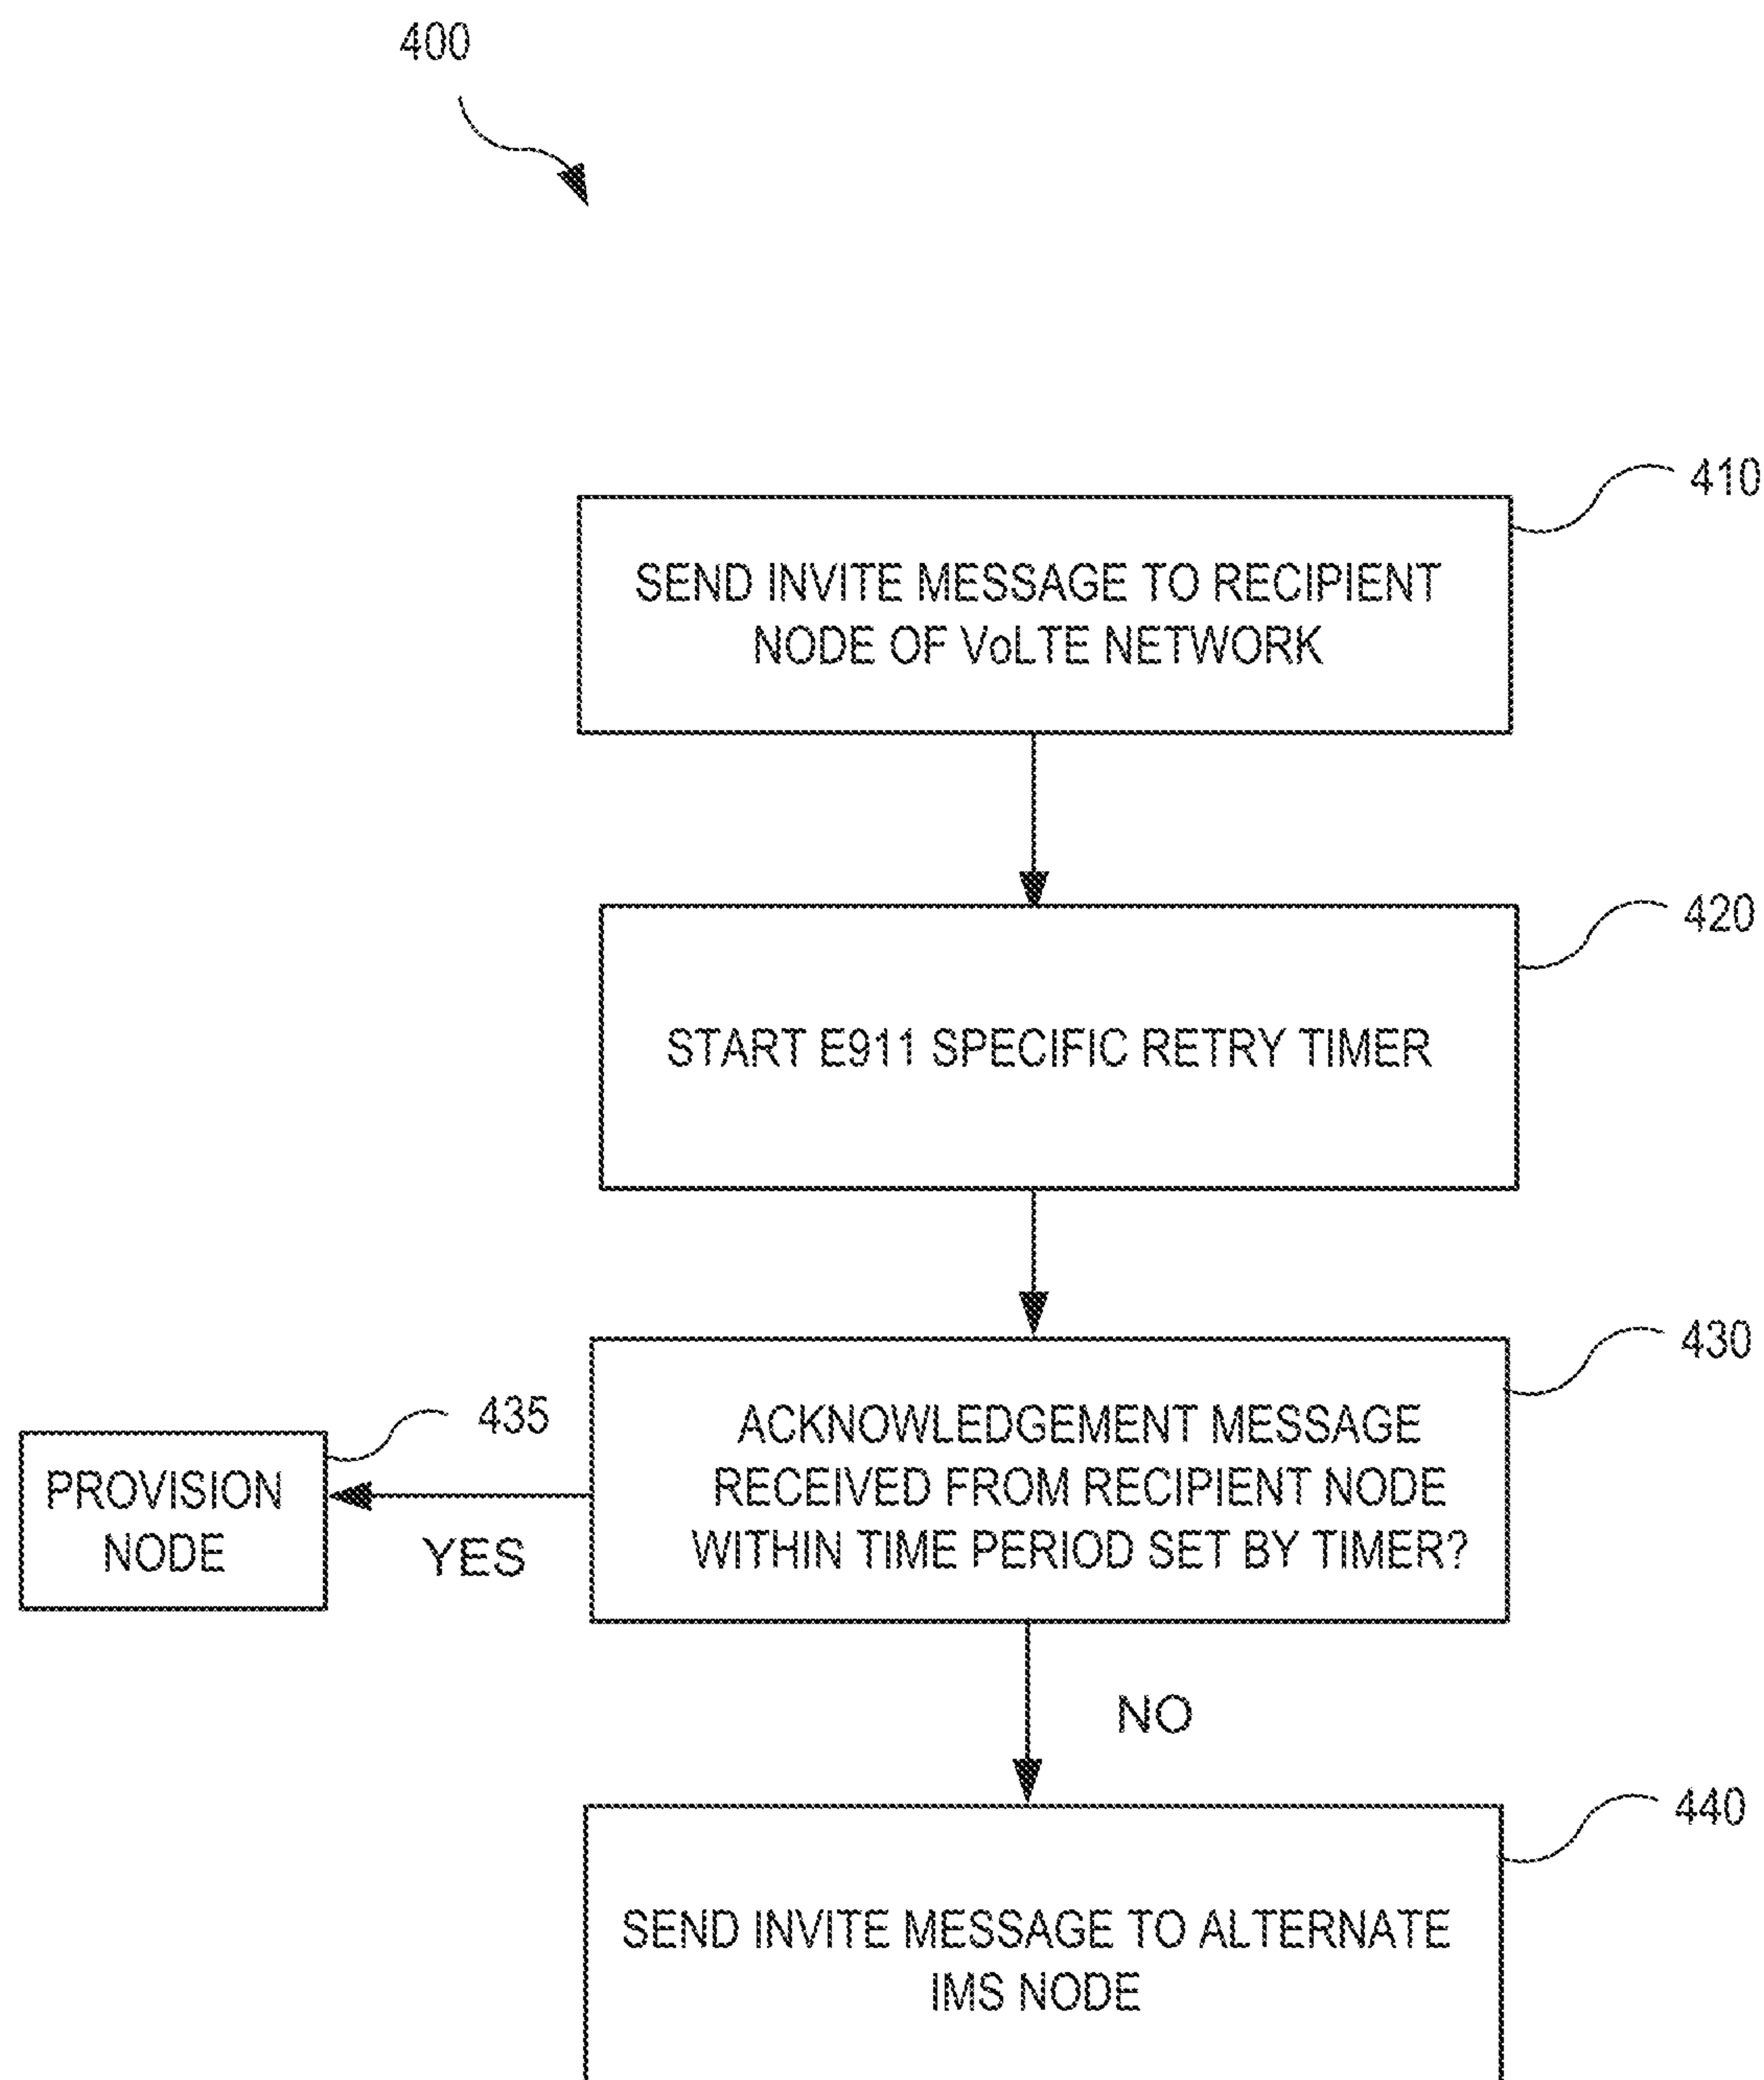 400
410
SEND INVITE MESSAGE TO RECIPIENT
NODE OF VoLTE NETWORK
420
START E911 SPECIFIC RETRY TIMER
430
ACKNOWLEDGEMENT MESSAGE
RECEIVED FROM RECIPIENT NODE
WITHIN TIME PERIOD SET BY TIMER?
435
PROVISION
NODE
YES
NO
440
SEND INVITE MESSAGE TO ALTERNATE
IMS NODE